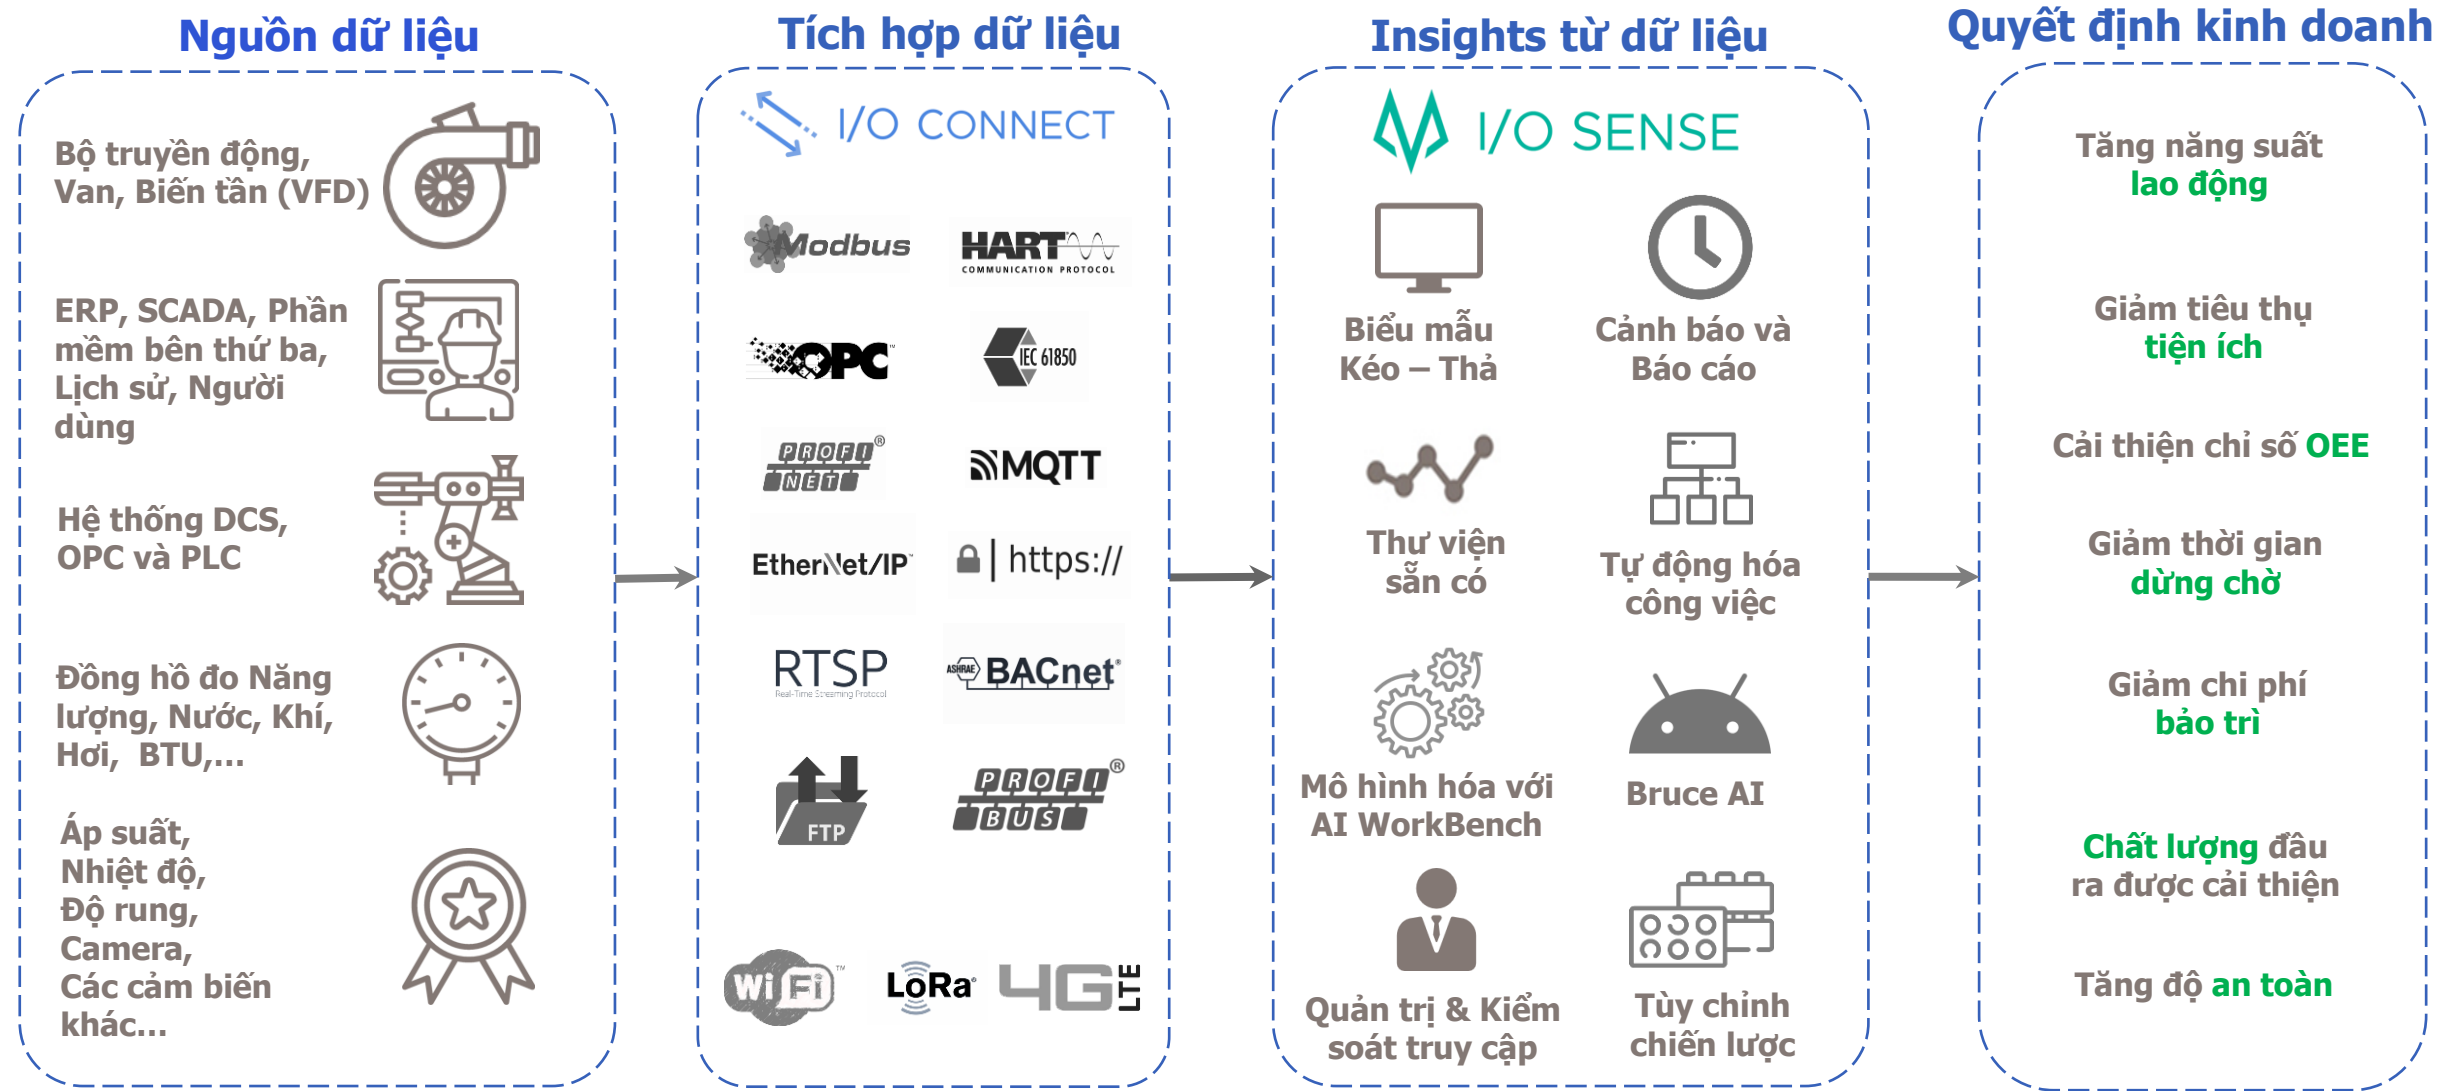 Nguồn dữ liệu
Bộ truyền động,
Van, Biến tần (VFD)
ERP, SCADA, Phần
mềm bên thứ ba,
Lịch sử, Người
dùng
Hệ thống DCS,
OPC và PLC
Đồng hồ đo Năng
lượng, Nước, Khí,
Hơi, BTU,...
Áp suất,
Nhiệt độ,
Độ rung,
Camera,
Các cảm biến
khác...
Tích hợp dữ liệu
I/O CONNECT
Modbus
HART
COMMUNICATION PROTOCOL
OPC™
IEC 61850
PROFI®
NET
MQTT
EtherNet/IP™
https://
RTSP
Real-Time Streaming Protocol
ASHRAE BACnet®
FTP
PROFI®
BUS
WiFi™
LoRa®
4G LTE
Insights từ dữ liệu
I/O SENSE
Biểu mẫu
Kéo – Thả
Cảnh báo và
Báo cáo
Thư viện
sẵn có
Tự động hóa
công việc
Mô hình hóa với
AI WorkBench
Bruce AI
Quản trị & Kiểm
soát truy cập
Tùy chỉnh
chiến lược
Quyết định kinh doanh
Tăng năng suất
lao động
Giảm tiêu thụ
tiện ích
Cải thiện chỉ số OEE
Giảm thời gian
dừng chờ
Giảm chi phí
bảo trì
Chất lượng đầu
ra được cải thiện
Tăng độ an toàn